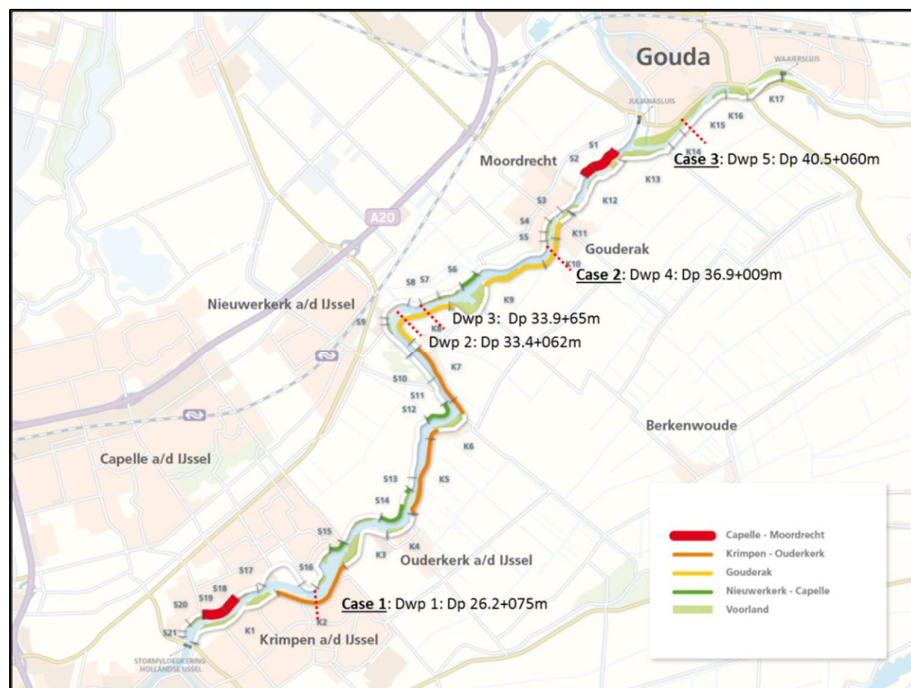 Gouda
WAAIERSLUIS
JULIANASLUIS
K17
K16
K15
K14
Case 3: Dwp 5: Dp 40.5+060m
S1
S2
Moordrecht
K13
K12
S3
S4
S5
K11
Gouderak
K10
Case 2: Dwp 4: Dp 36.9+009m
A20
S6
S7
S8
Nieuwerkerk a/d IJssel
S9
K9
K8
Dwp 3: Dp 33.9+65m
Dwp 2: Dp 33.4+062m
K7
S10
S11
S12
K6
Berkenwoude
Capelle a/d IJssel
S13
K5
S14
K4
K3
S15
Ouderkerk a/d IJssel
S16
S17
S18
S19
S20
S21
K1
K2
Case 1: Dwp 1: Dp 26.2+075m
Krimpen a/d IJssel
STORMVLOEDKERING
HOLLANDSE IJSSEL
Capelle - Moordrecht
Krimpen - Ouderkerk
Gouderak
Nieuwerkerk - Capelle
Voorland